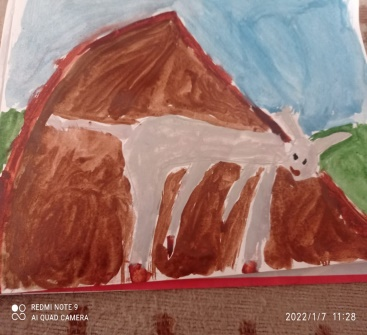 REDMI NOTE 9
AI QUAD CAMERA
2022/1/7 11:28